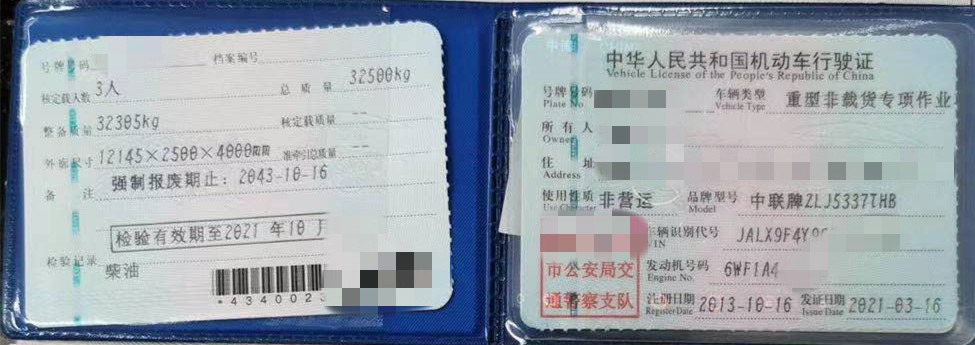 号牌号码
档案编号
核定载人数 3人
总质量 32500kg
整备质量 32305kg
核定载质量 --
外廓尺寸 12145×2500×4000mm
准牵引总质量 --
备注 强制报废期止：2043-10-16
检验有效期至2021年10月
检验记录
柴油
*4340023
中华人民共和国机动车行驶证
Vehicle License of the People's Republic of China
号牌号码
Plate No
车辆类型 重型非载货专项作业
Vehicle Type
所有人
Owner
住址
Address
使用性质 非营运
Use Character
品牌型号 中联牌ZLJ5337THB
Model
车辆识别代号 JALX9F4Y
VIN
发动机号码 6WF1A4
Engine No.
市公安局交
通警察支队
注册日期 2013-10-16
Register Date
发证日期 2021-03-16
Issue Date